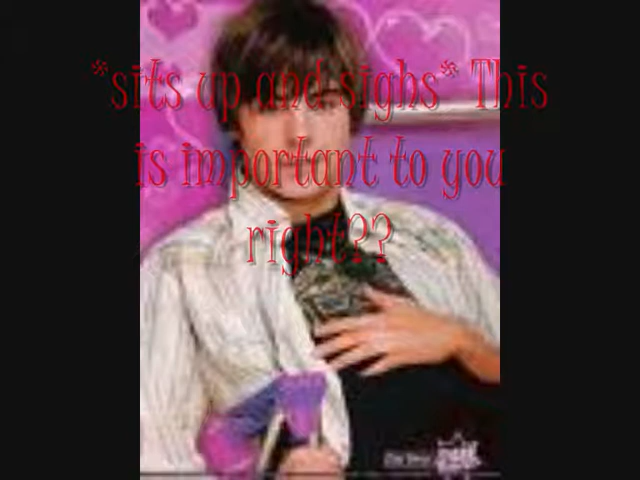 *sits up and sighs* This
is important to you
right??